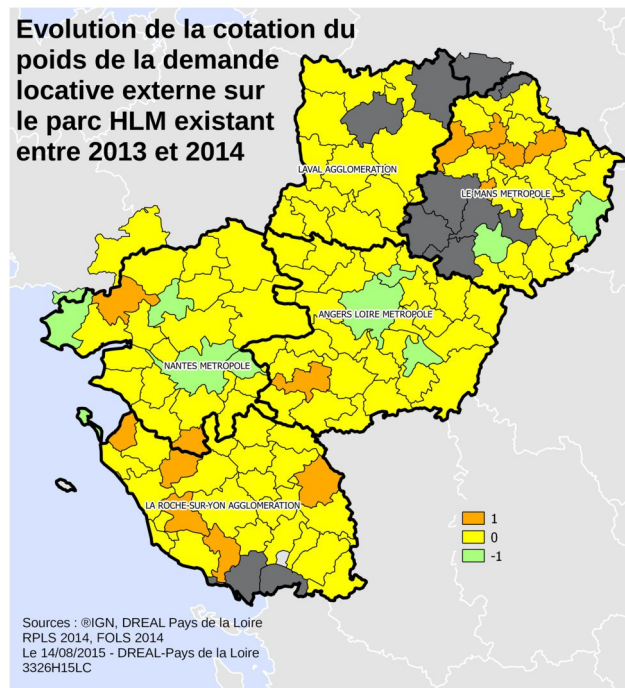 Evolution de la cotation du
poids de la demande
locative externe sur
le parc HLM existant
entre 2013 et 2014
LAVAL AGGLOMERATION
LE MANS METROPOLE
ANGERS LOIRE METROPOLE
NANTES METROPOLE
LA ROCHE-SUR-YON AGGLOMERATION
1
0
-1
Sources : ®IGN, DREAL Pays de la Loire
RPLS 2014, FOLS 2014
Le 14/08/2015 - DREAL-Pays de la Loire
3326H15LC